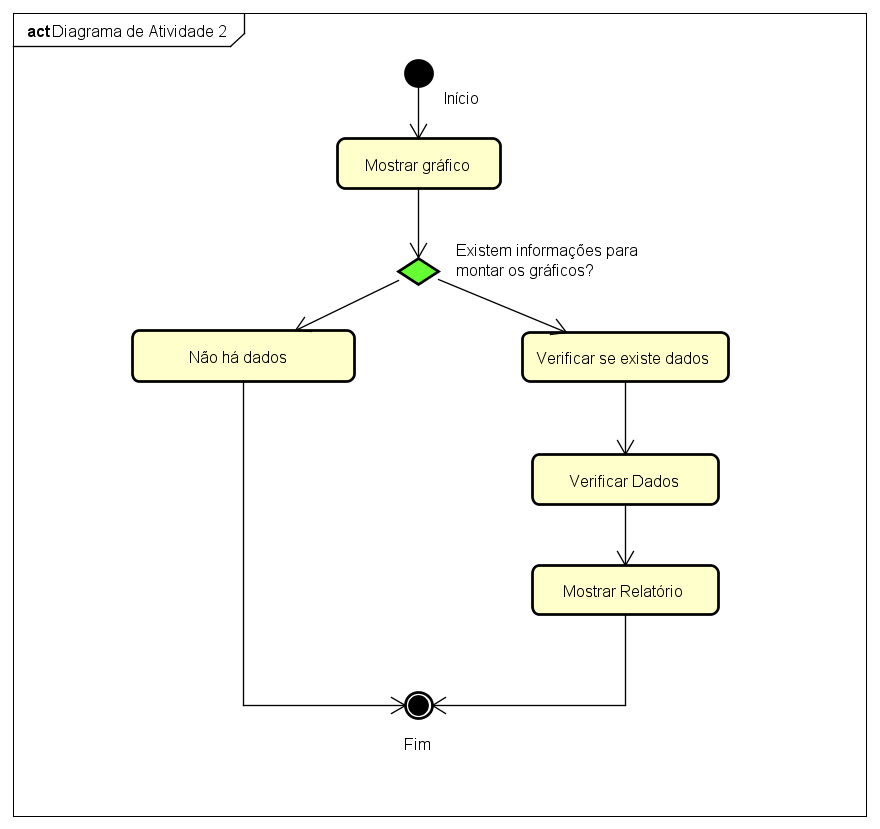 act Diagrama de Atividade 2
Início
Mostrar gráfico
Existem informações para
montar os gráficos?
Não há dados
Verificar se existe dados
Verificar Dados
Mostrar Relatório
Fim